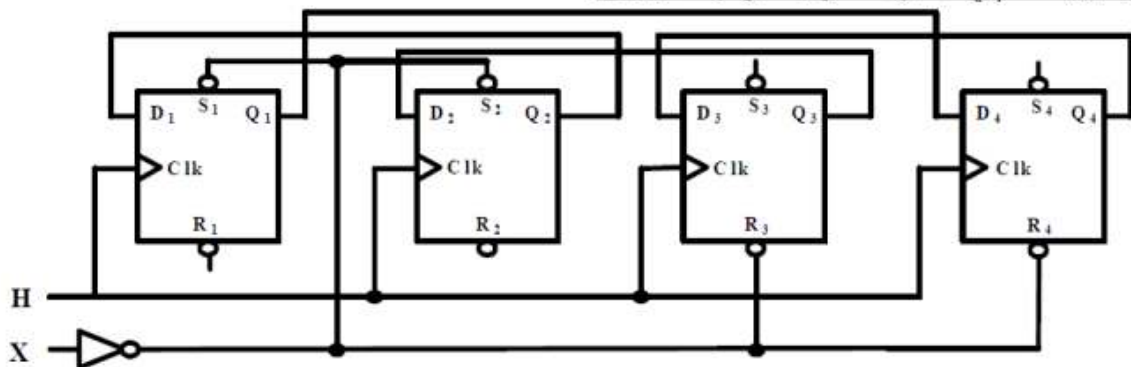 S₁ S₂ S₃ S₄
D₁ Q₁ D₂ Q₂ D₃ Q₃ D₄ Q₄
Clk Clk Clk Clk
R₁ R₂ R₃ R₄
H
X